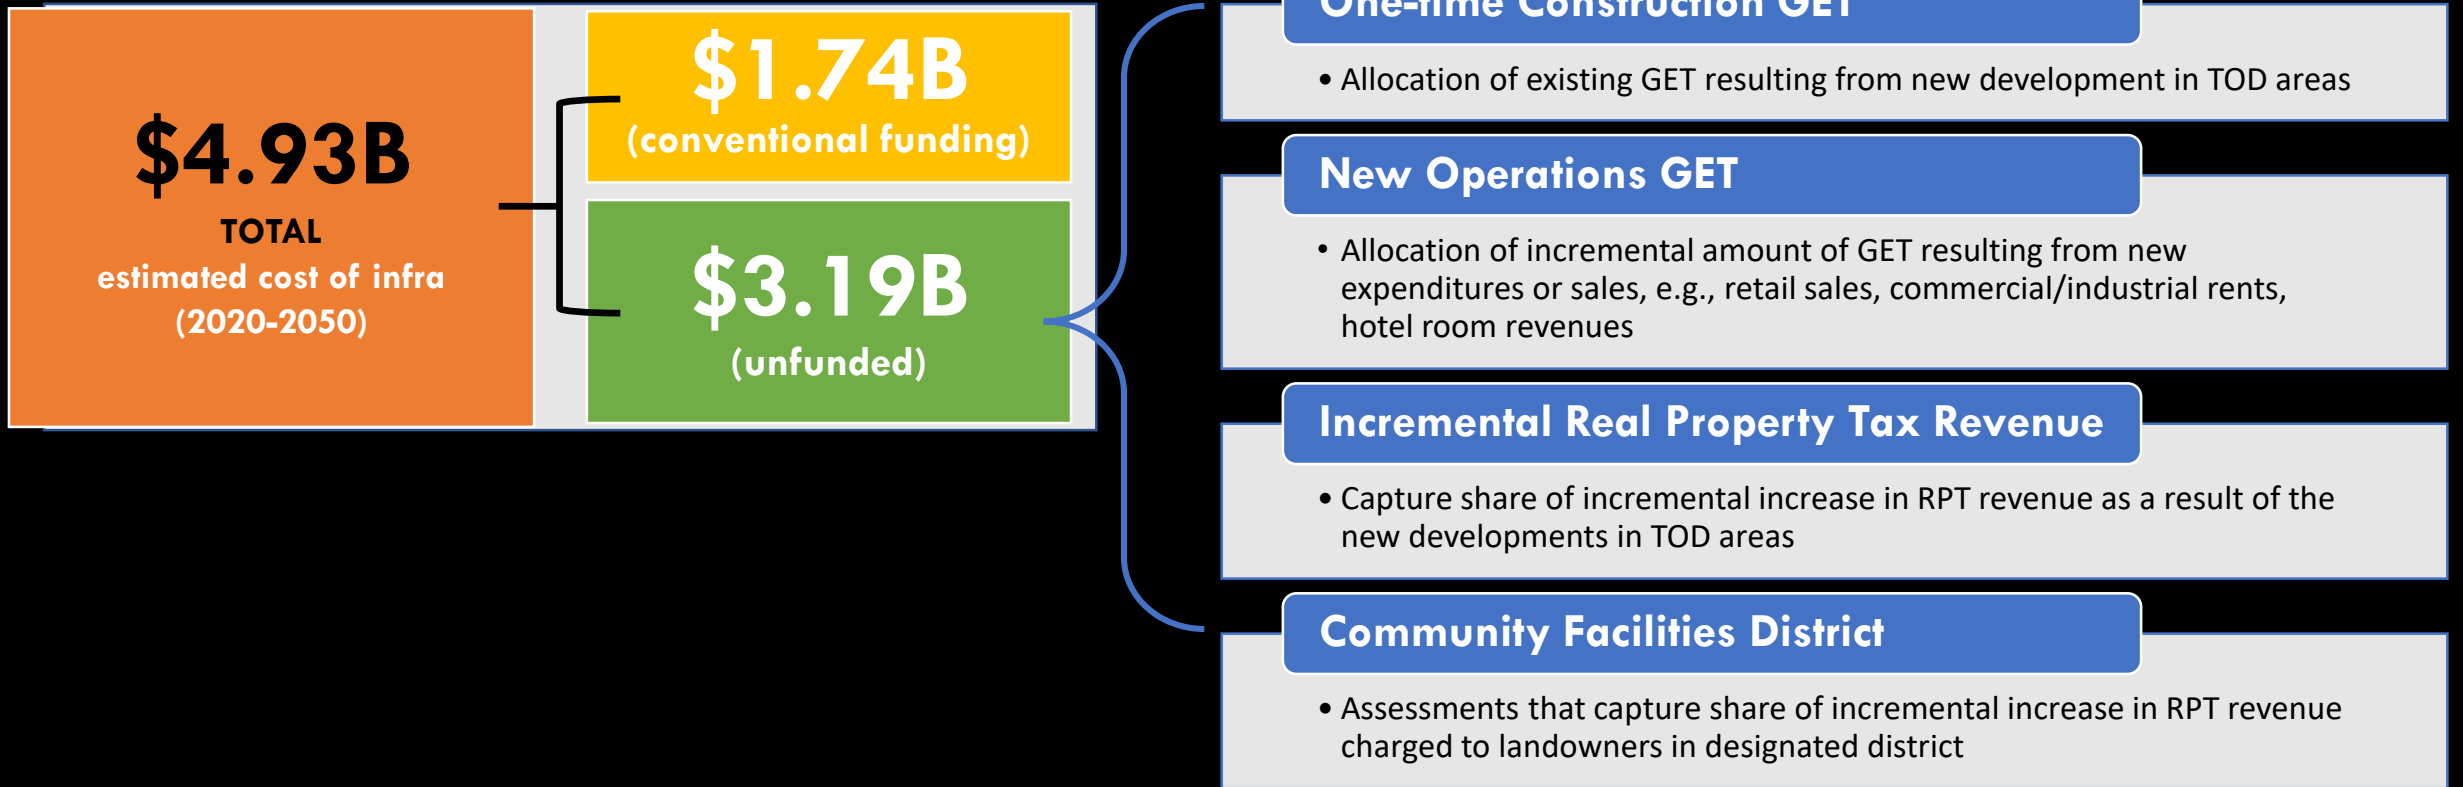 $4.93B
TOTAL
estimated cost of infra
(2020-2050)
$1.74B
(conventional funding)
$3.19B
(unfunded)
One-time Construction GET
• Allocation of existing GET resulting from new development in TOD areas
New Operations GET
• Allocation of incremental amount of GET resulting from new
expenditures or sales, e.g., retail sales, commercial/industrial rents,
hotel room revenues
Incremental Real Property Tax Revenue
• Capture share of incremental increase in RPT revenue as a result of the
new developments in TOD areas
Community Facilities District
• Assessments that capture share of incremental increase in RPT revenue
charged to landowners in designated district